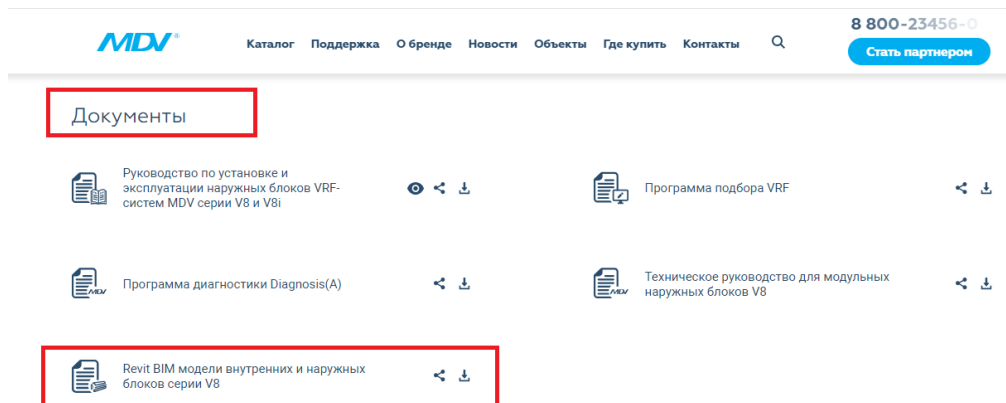 8 800-23456-0
MDV®
Каталог Поддержка О бренде Новости Объекты Где купить Контакты
Стать партнером
Документы
Руководство по установке и
эксплуатации наружных блоков VRF-
систем MDV серии V8 и V8i
Программа подбора VRF
Программа диагностики Diagnosis(A)
Техническое руководство для модульных
наружных блоков V8
Revit BIM модели внутренних и наружных
блоков серии V8